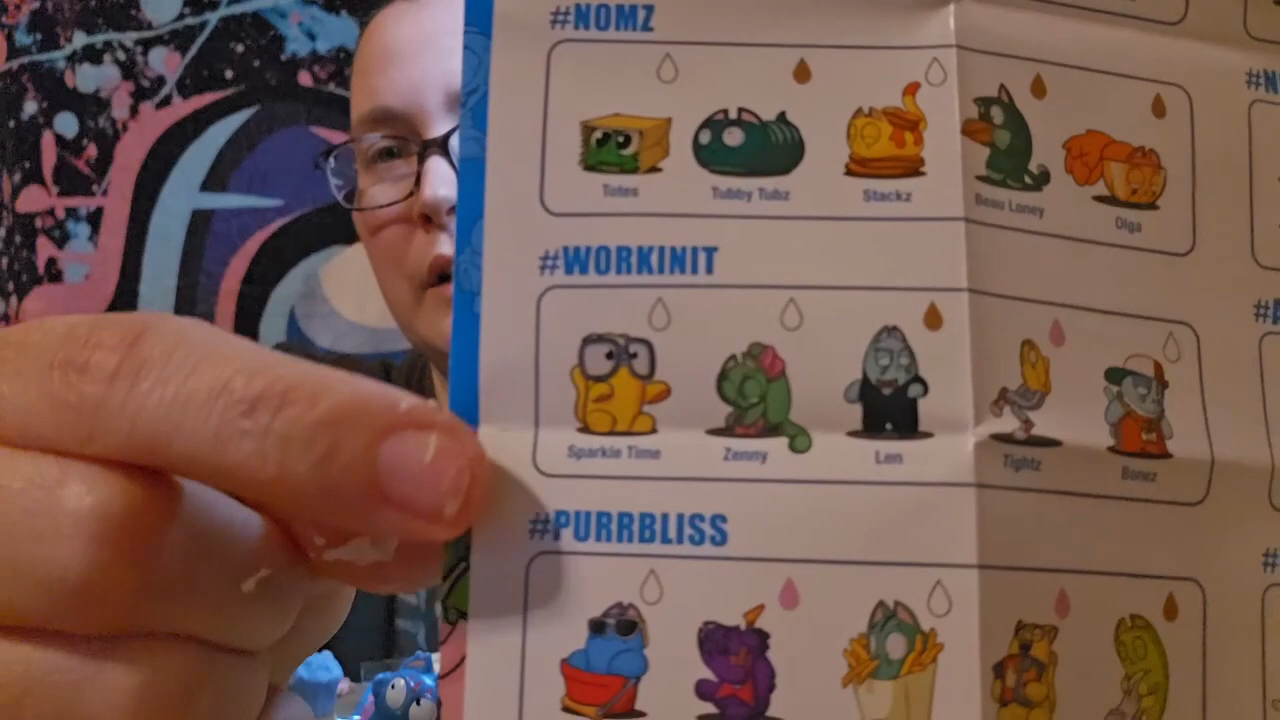 #NOMZ
Totes
Tubby Tubz
Stackz
Beau Loney
Olga
#WORKINIT
Sparkle Time
Zenny
Len
Tightz
Bonez
#PURRBLISS
#N
#
#